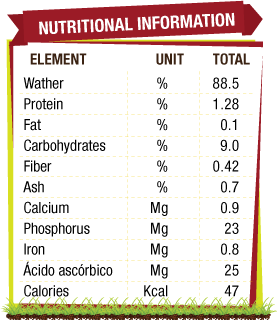 NUTRITIONAL INFORMATION
ELEMENT UNIT TOTAL
Wather % 88.5
Protein % 1.28
Fat % 0.1
Carbohydrates % 9.0
Fiber % 0.42
Ash % 0.7
Calcium Mg 0.9
Phosphorus Mg 23
Iron Mg 0.8
Ácido ascórbico Mg 25
Calories Kcal 47